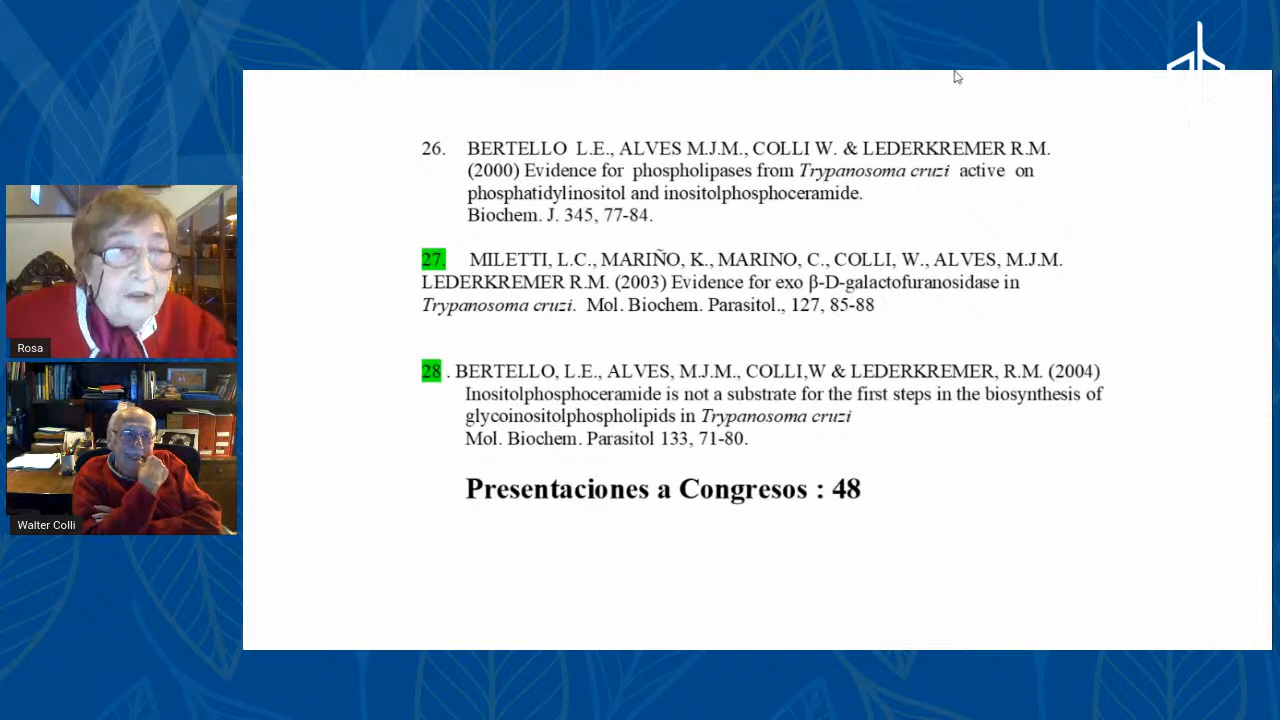 26. BERTELLO L.E., ALVES M.J.M., COLLI W. & LEDERKREMER R.M.
(2000) Evidence for phospholipases from Trypanosoma cruzi active on
phosphatidylinositol and inositolphosphoceramide.
Biochem. J. 345, 77-84.
27. MILETTI, L.C., MARIÑO, K., MARINO, C., COLLI, W., ALVES, M.J.M.
LEDERKREMER R.M. (2003) Evidence for exo β-D-galactofuranosidase in
Trypanosoma cruzi. Mol. Biochem. Parasitol., 127, 85-88
28 . BERTELLO, L.E., ALVES, M.J.M., COLLI,W & LEDERKREMER, R.M. (2004)
Inositolphosphoceramide is not a substrate for the first steps in the biosynthesis of
glycoinositolphospholipids in Trypanosoma cruzi
Mol. Biochem. Parasitol 133, 71-80.
Presentaciones a Congresos : 48
Rosa
Walter Colli